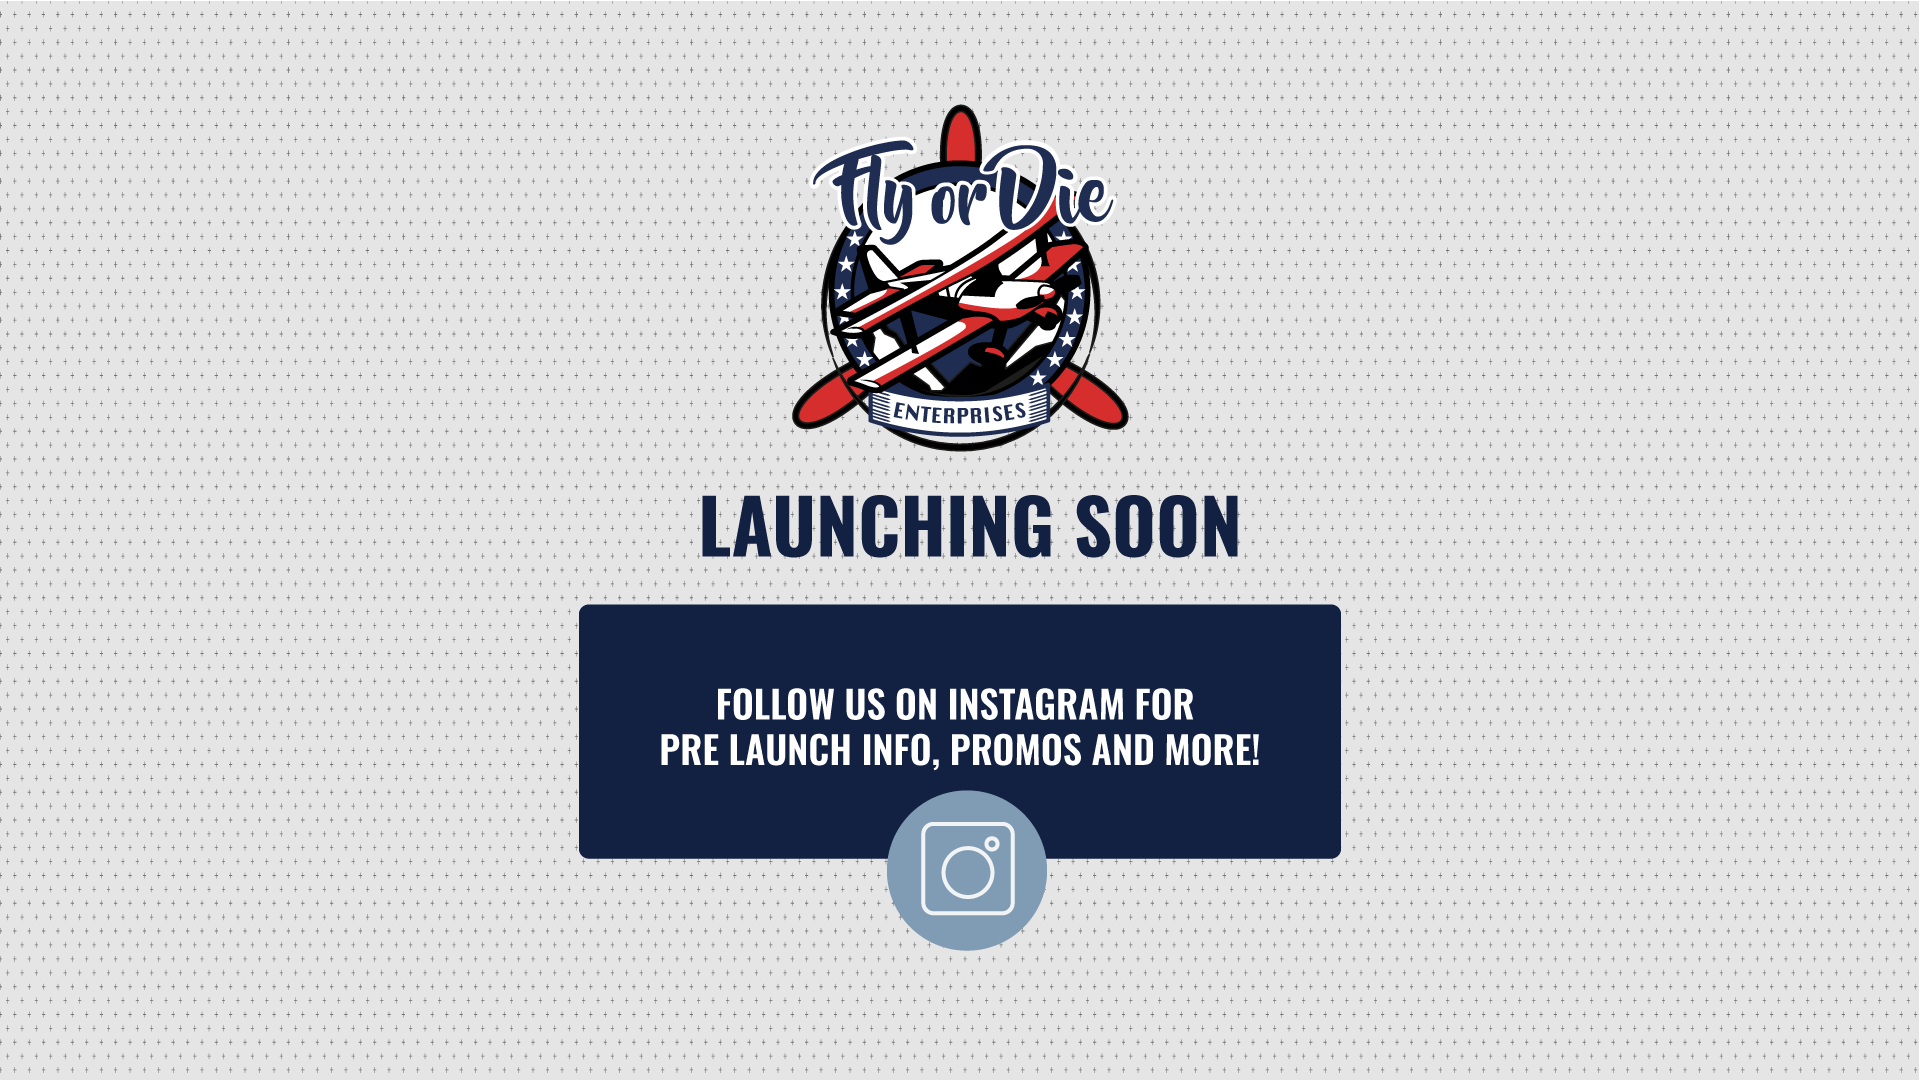 Fly or Die
ENTERPRISES
LAUNCHING SOON
FOLLOW US ON INSTAGRAM FOR
PRE LAUNCH INFO, PROMOS AND MORE!